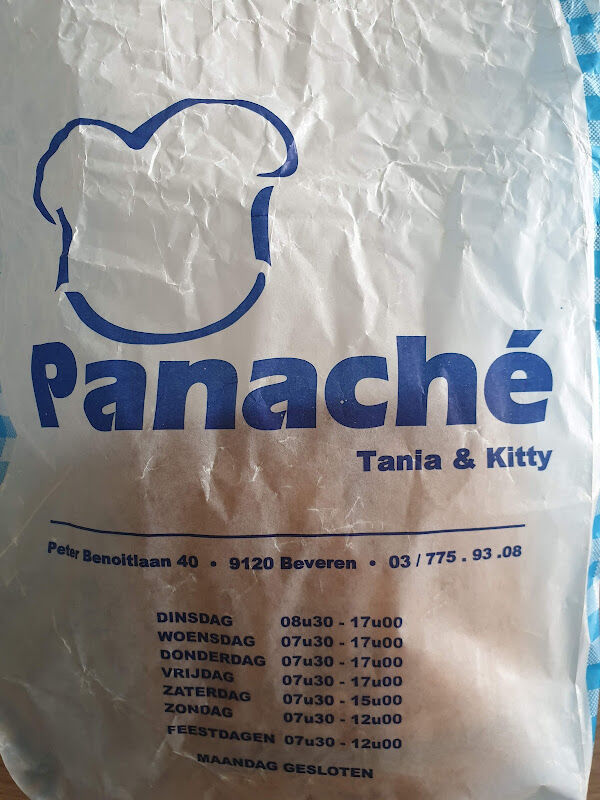 Panaché
Tania & Kitty
Peter Benoitlaan 40 • 9120 Beveren • 03 / 775 . 93 .08
DINSDAG 08u30 - 17u00
WOENSDAG 07u30 - 17u00
DONDERDAG 07u30 - 17u00
VRIJDAG 07u30 - 17u00
ZATERDAG 07u30 - 15u00
ZONDAG 07u30 - 12u00
FEESTDAGEN 07u30 - 12u00
MAANDAG GESLOTEN